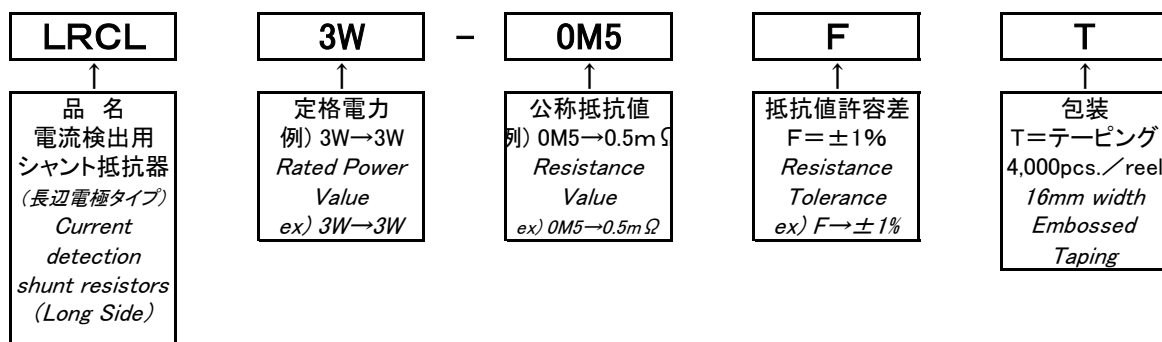 LRCL 3W - 0M5 F T
↑ ↑ ↑ ↑ ↑
品 名
電流検出用
シャント抵抗器
(長辺電極タイプ)
Current
detection
shunt resistors
(Long Side)
定格電力
例) 3W→3W
Rated Power
Value
ex) 3W→3W
公称抵抗値
例) 0M5→0.5mΩ
Resistance
Value
ex) 0M5→0.5mΩ
抵抗値許容差
F=±1%
Resistance
Tolerance
ex) F→±1%
包装
T=テーピング
4,000pcs./reel
16mm width
Embossed
Taping